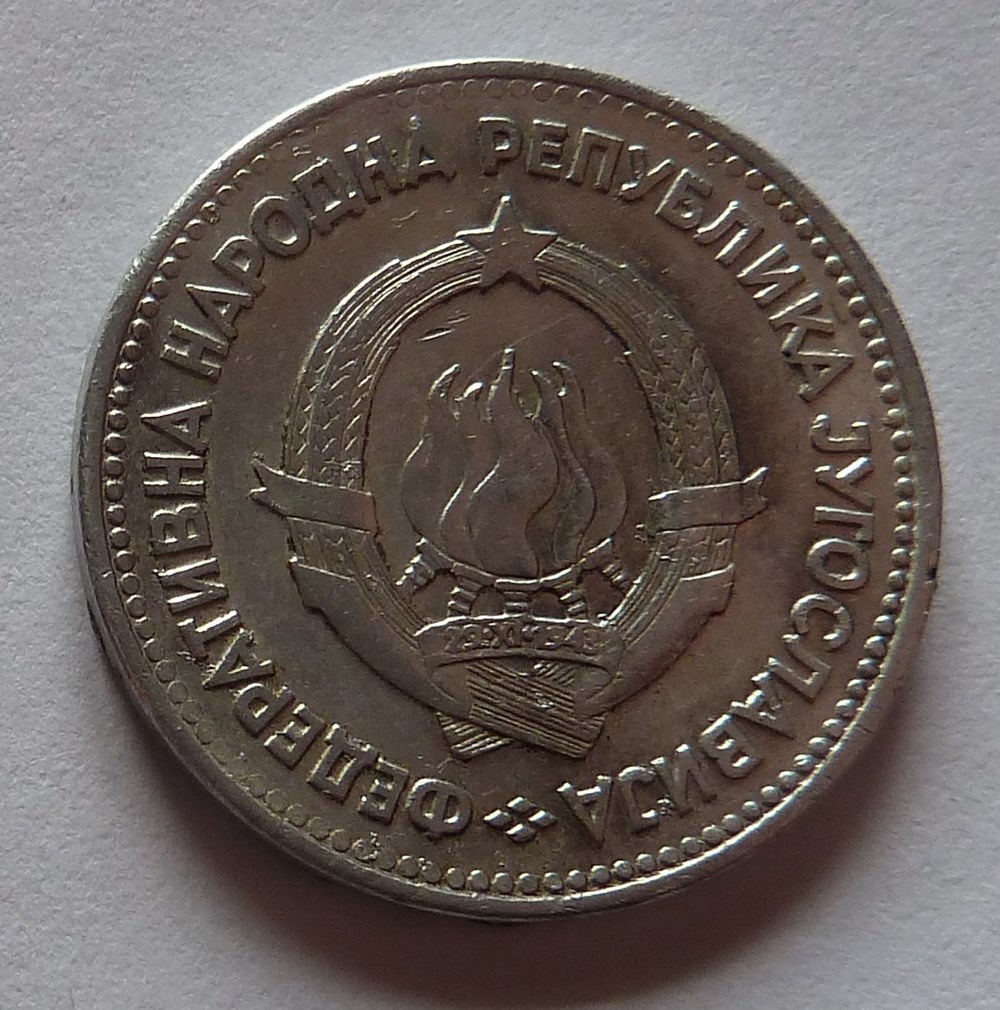 ФЕДЕРАТИВНА НАРОДНА РЕПУБЛИКА ЈУГОСЛАВИЈА
29·XI·1943